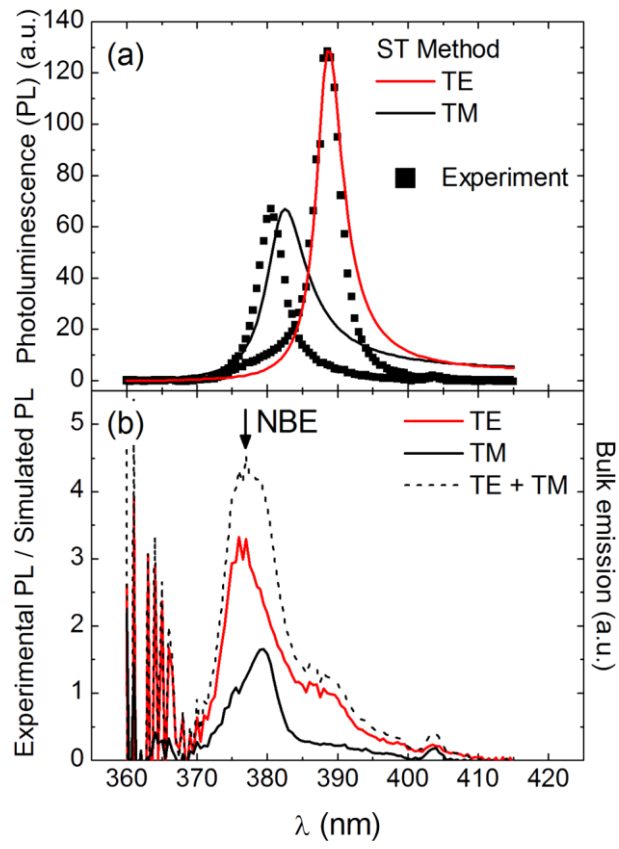 Photoluminescence (PL) (a.u.)
140
120
100
80
60
40
20
0
(a)
ST Method
TE
TM
Experiment
Experimental PL / Simulated PL
5
4
3
2
1
0
(b)
NBE
TE
TM
TE + TM
Bulk emission (a.u.)
360 370 380 390 400 410 420
λ (nm)